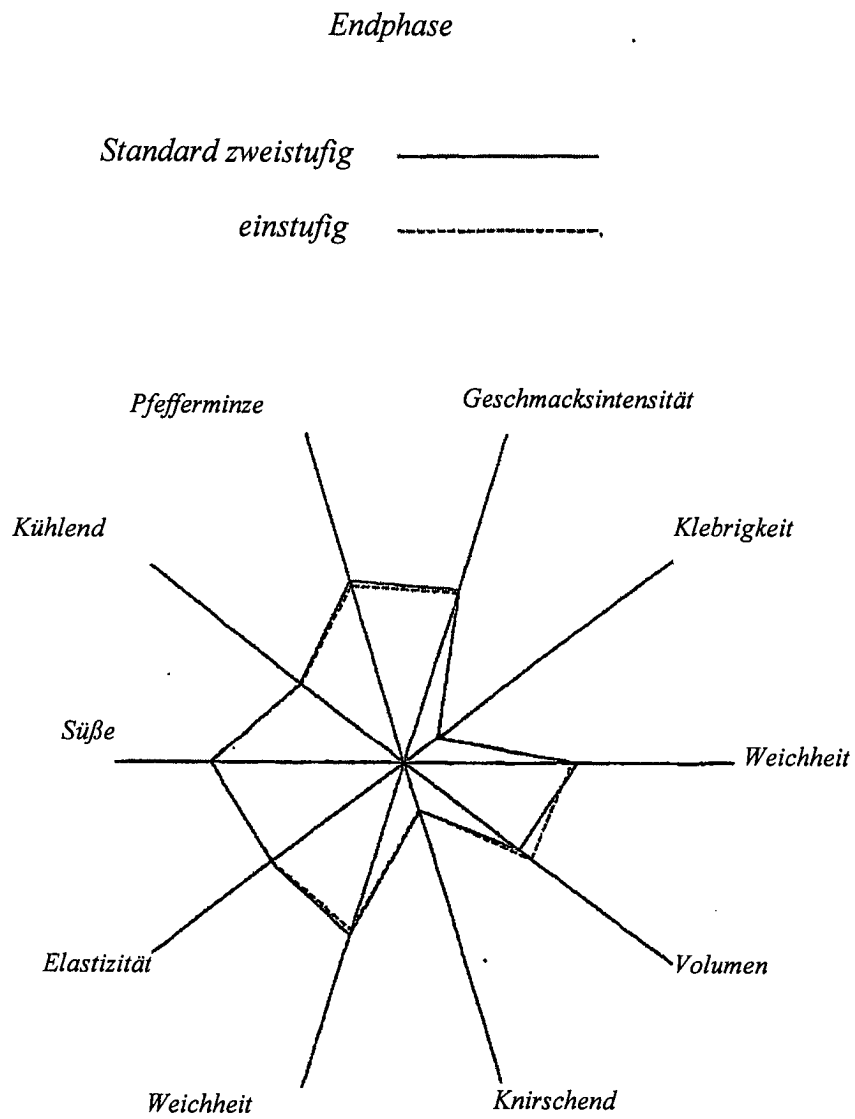 Endphase
Standard zweistufig
einstufig
Pfefferminze
Geschmacksintensität
Kühlend
Klebrigkeit
Süße
Weichheit
Elastizität
Volumen
Weichheit
Knirschend